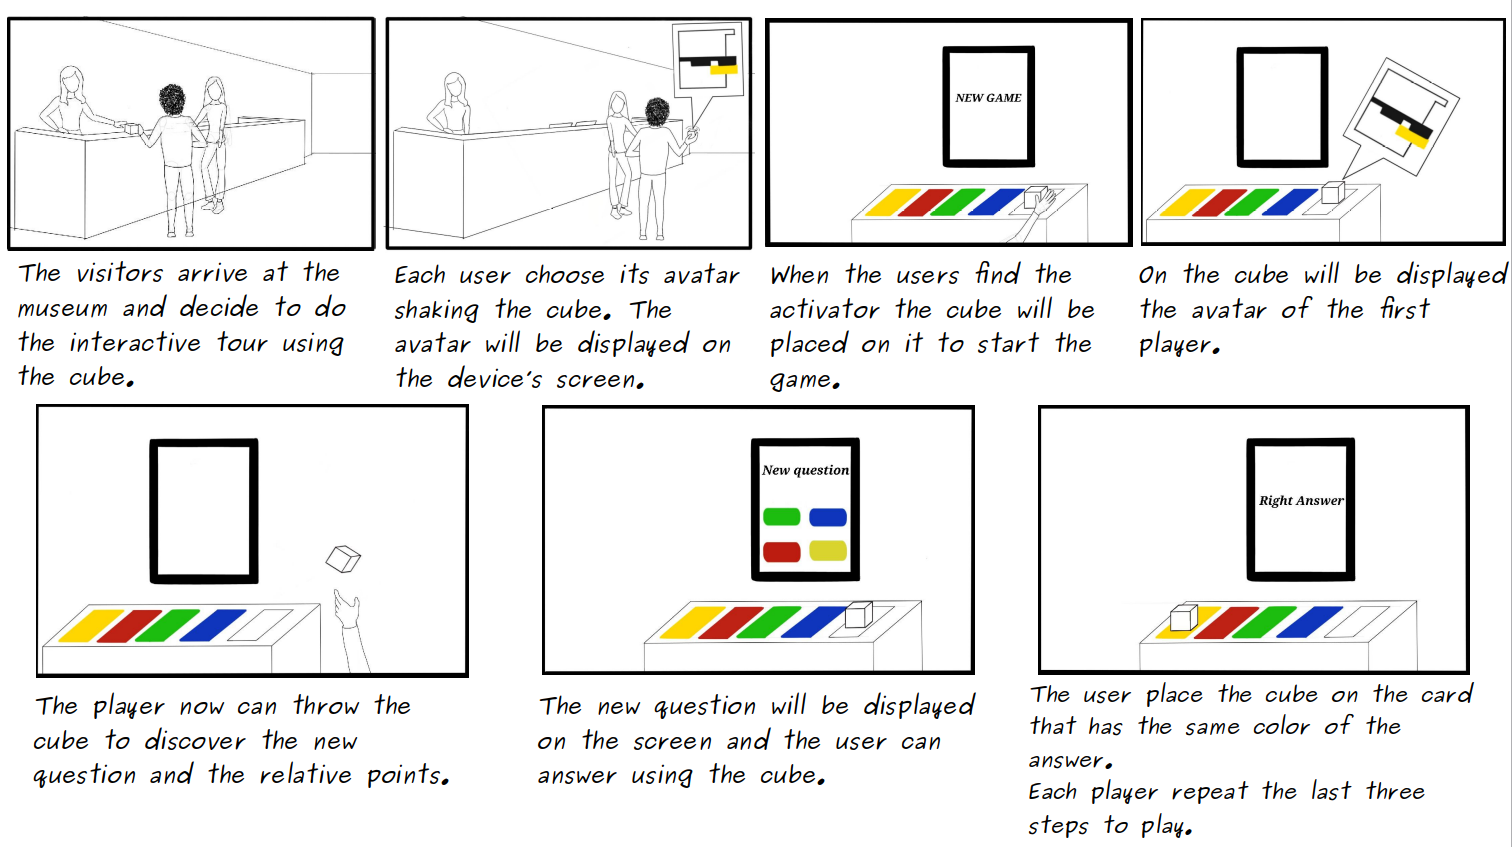 The visitors arrive at the
museum and decide to do
the interactive tour using
the cube.
Each user choose its avatar
shaking the cube. The
avatar will be displayed on
the device's screen.
NEW GAME
When the users find the
activator the cube will be
placed on it to start the
game.
On the cube will be displayed
the avatar of the first
player.
The player now can throw the
cube to discover the new
question and the relative points.
New question
The new question will be displayed
on the screen and the user can
answer using the cube.
Right Answer
The user place the cube on the card
that has the same color of the
answer.
Each player repeat the last three
steps to play.